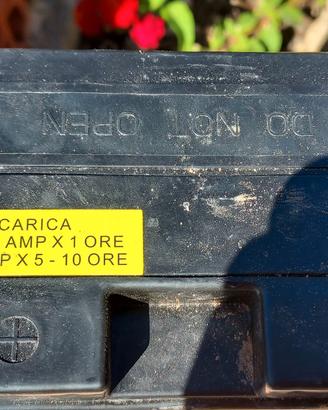 DO NOT OPEN
CARICA
AMP X 1 ORE
P X 5 - 10 ORE